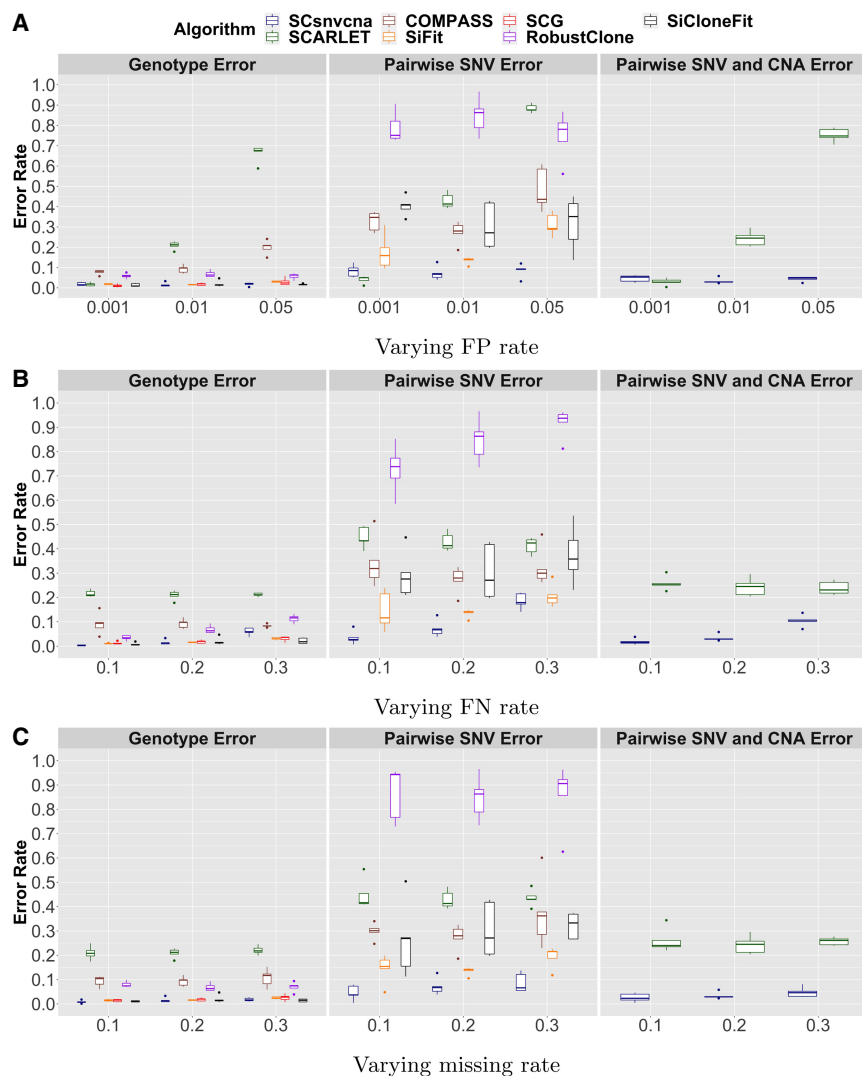 A
Algorithm
SCsnvcna COMPASS SCG SiCloneFit
SCARLET SiFit RobustClone
Genotype Error Pairwise SNV Error Pairwise SNV and CNA Error
Error Rate
1.0
0.9
0.8
0.7
0.6
0.5
0.4
0.3
0.2
0.1
0.0
0.001 0.01 0.05 0.001 0.01 0.05 0.001 0.01 0.05
Varying FP rate
B
Genotype Error Pairwise SNV Error Pairwise SNV and CNA Error
Error Rate
1.0
0.9
0.8
0.7
0.6
0.5
0.4
0.3
0.2
0.1
0.0
0.1 0.2 0.3 0.1 0.2 0.3 0.1 0.2 0.3
Varying FN rate
C
Genotype Error Pairwise SNV Error Pairwise SNV and CNA Error
Error Rate
1.0
0.9
0.8
0.7
0.6
0.5
0.4
0.3
0.2
0.1
0.0
0.1 0.2 0.3 0.1 0.2 0.3 0.1 0.2 0.3
Varying missing rate